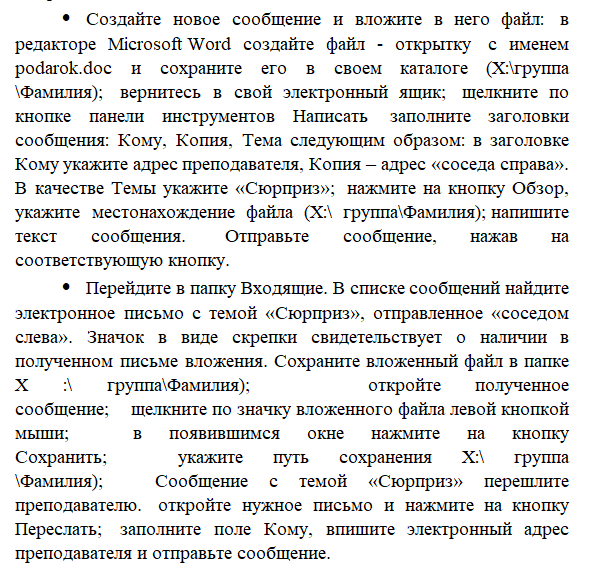 • Создайте новое сообщение и вложите в него файл: в
редакторе Microsoft Word создайте файл - открытку с именем
podarok.doc и сохраните его в своем каталоге (X:\группа
\Фамилия); вернитесь в свой электронный ящик; щелкните по
кнопке панели инструментов Написать заполните заголовки
сообщения: Кому, Копия, Тема следующим образом: в заголовке
Кому укажите адрес преподавателя, Копия – адрес «соседа справа».
В качестве Темы укажите «Сюрприз»; нажмите на кнопку Обзор,
укажите местонахождение файла (X:\ группа\Фамилия); напишите
текст сообщения. Отправьте сообщение, нажав на
соответствующую кнопку.
• Перейдите в папку Входящие. В списке сообщений найдите
электронное письмо с темой «Сюрприз», отправленное «соседом
слева». Значок в виде скрепки свидетельствует о наличии в
полученном письме вложения. Сохраните вложенный файл в папке
X :\ группа\Фамилия); откройте полученное
сообщение; щелкните по значку вложенного файла левой кнопкой
мыши; в появившимся окне нажмите на кнопку
Сохранить; укажите путь сохранения X:\ группа
\Фамилия); Сообщение с темой «Сюрприз» перешлите
преподавателю. откройте нужное письмо и нажмите на кнопку
Переслать; заполните поле Кому, впишите электронный адрес
преподавателя и отправьте сообщение.